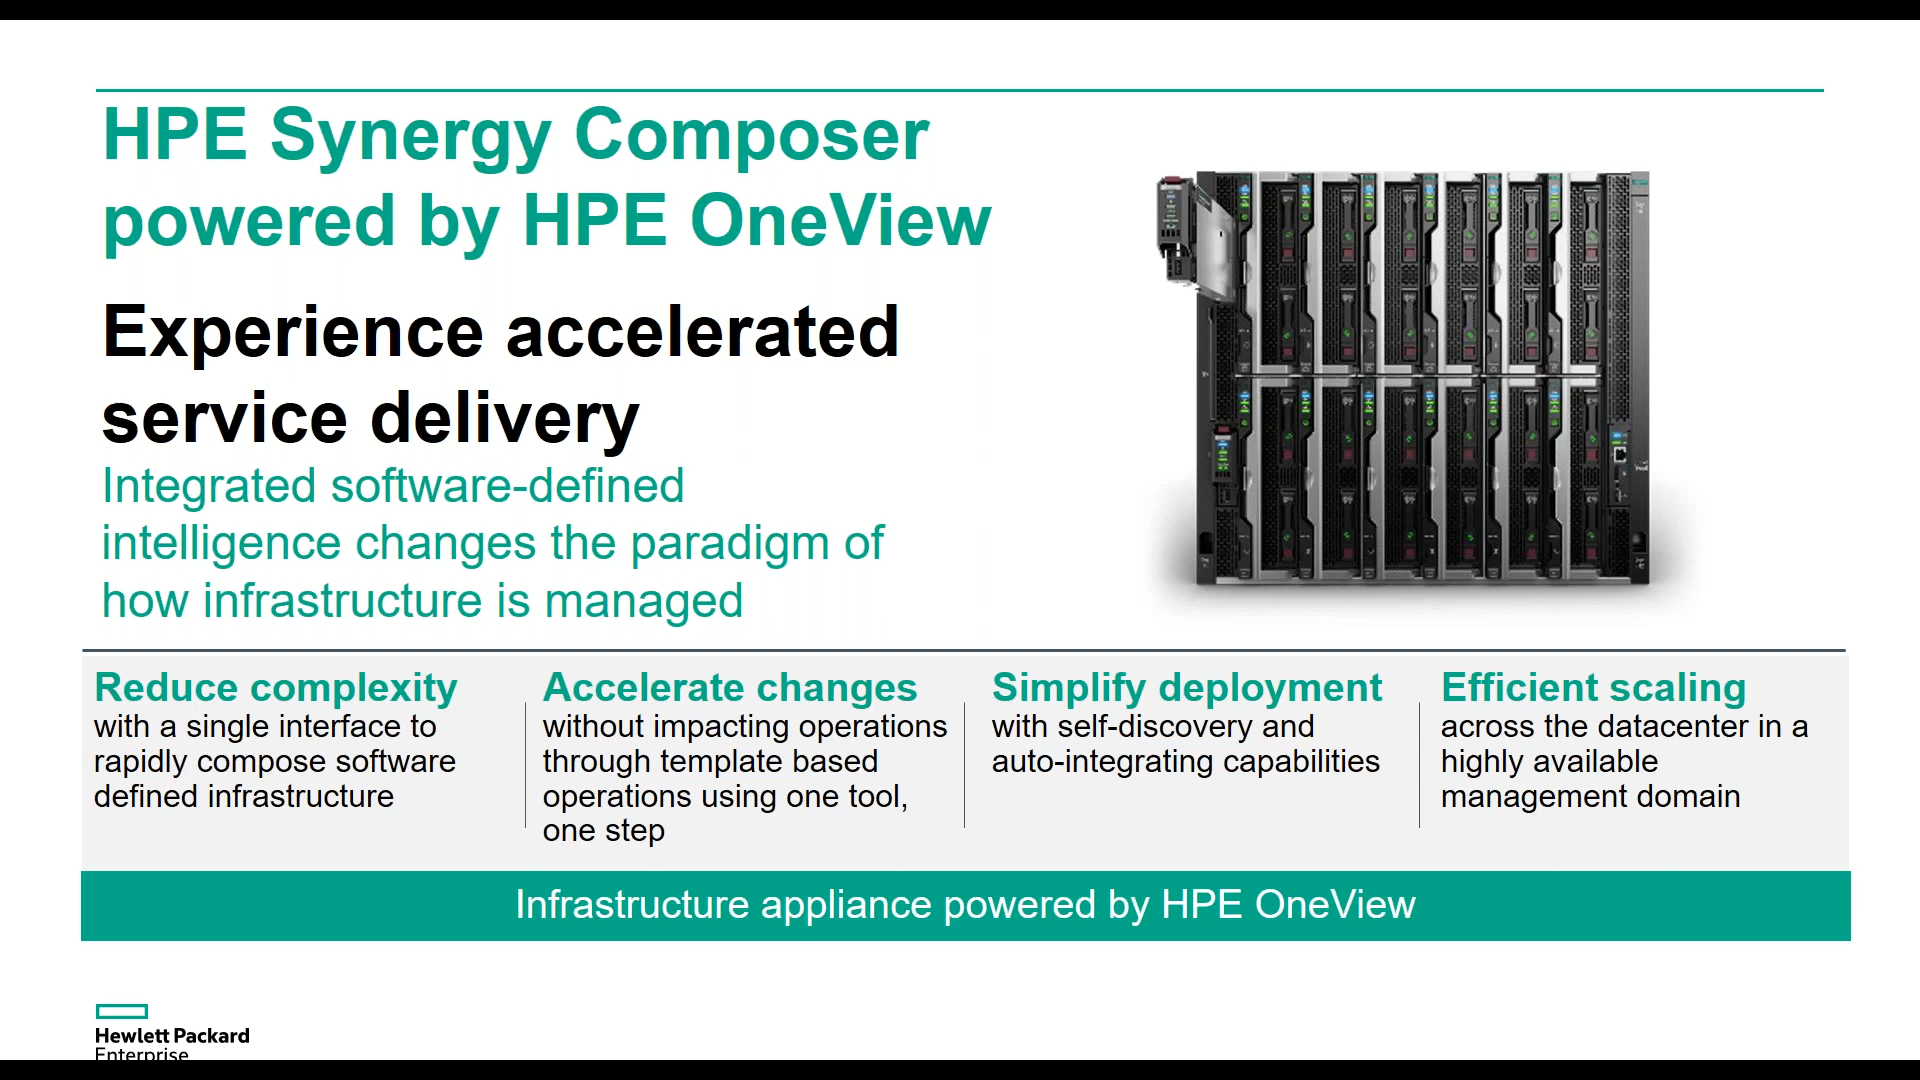 HPE Synergy Composer
powered by HPE OneView
Experience accelerated
service delivery
Integrated software-defined
intelligence changes the paradigm of
how infrastructure is managed
Reduce complexity
with a single interface to
rapidly compose software
defined infrastructure
Accelerate changes
without impacting operations
through template based
operations using one tool,
one step
Simplify deployment
with self-discovery and
auto-integrating capabilities
Efficient scaling
across the datacenter in a
highly available
management domain
Infrastructure appliance powered by HPE OneView
Hewlett Packard
Enterprise